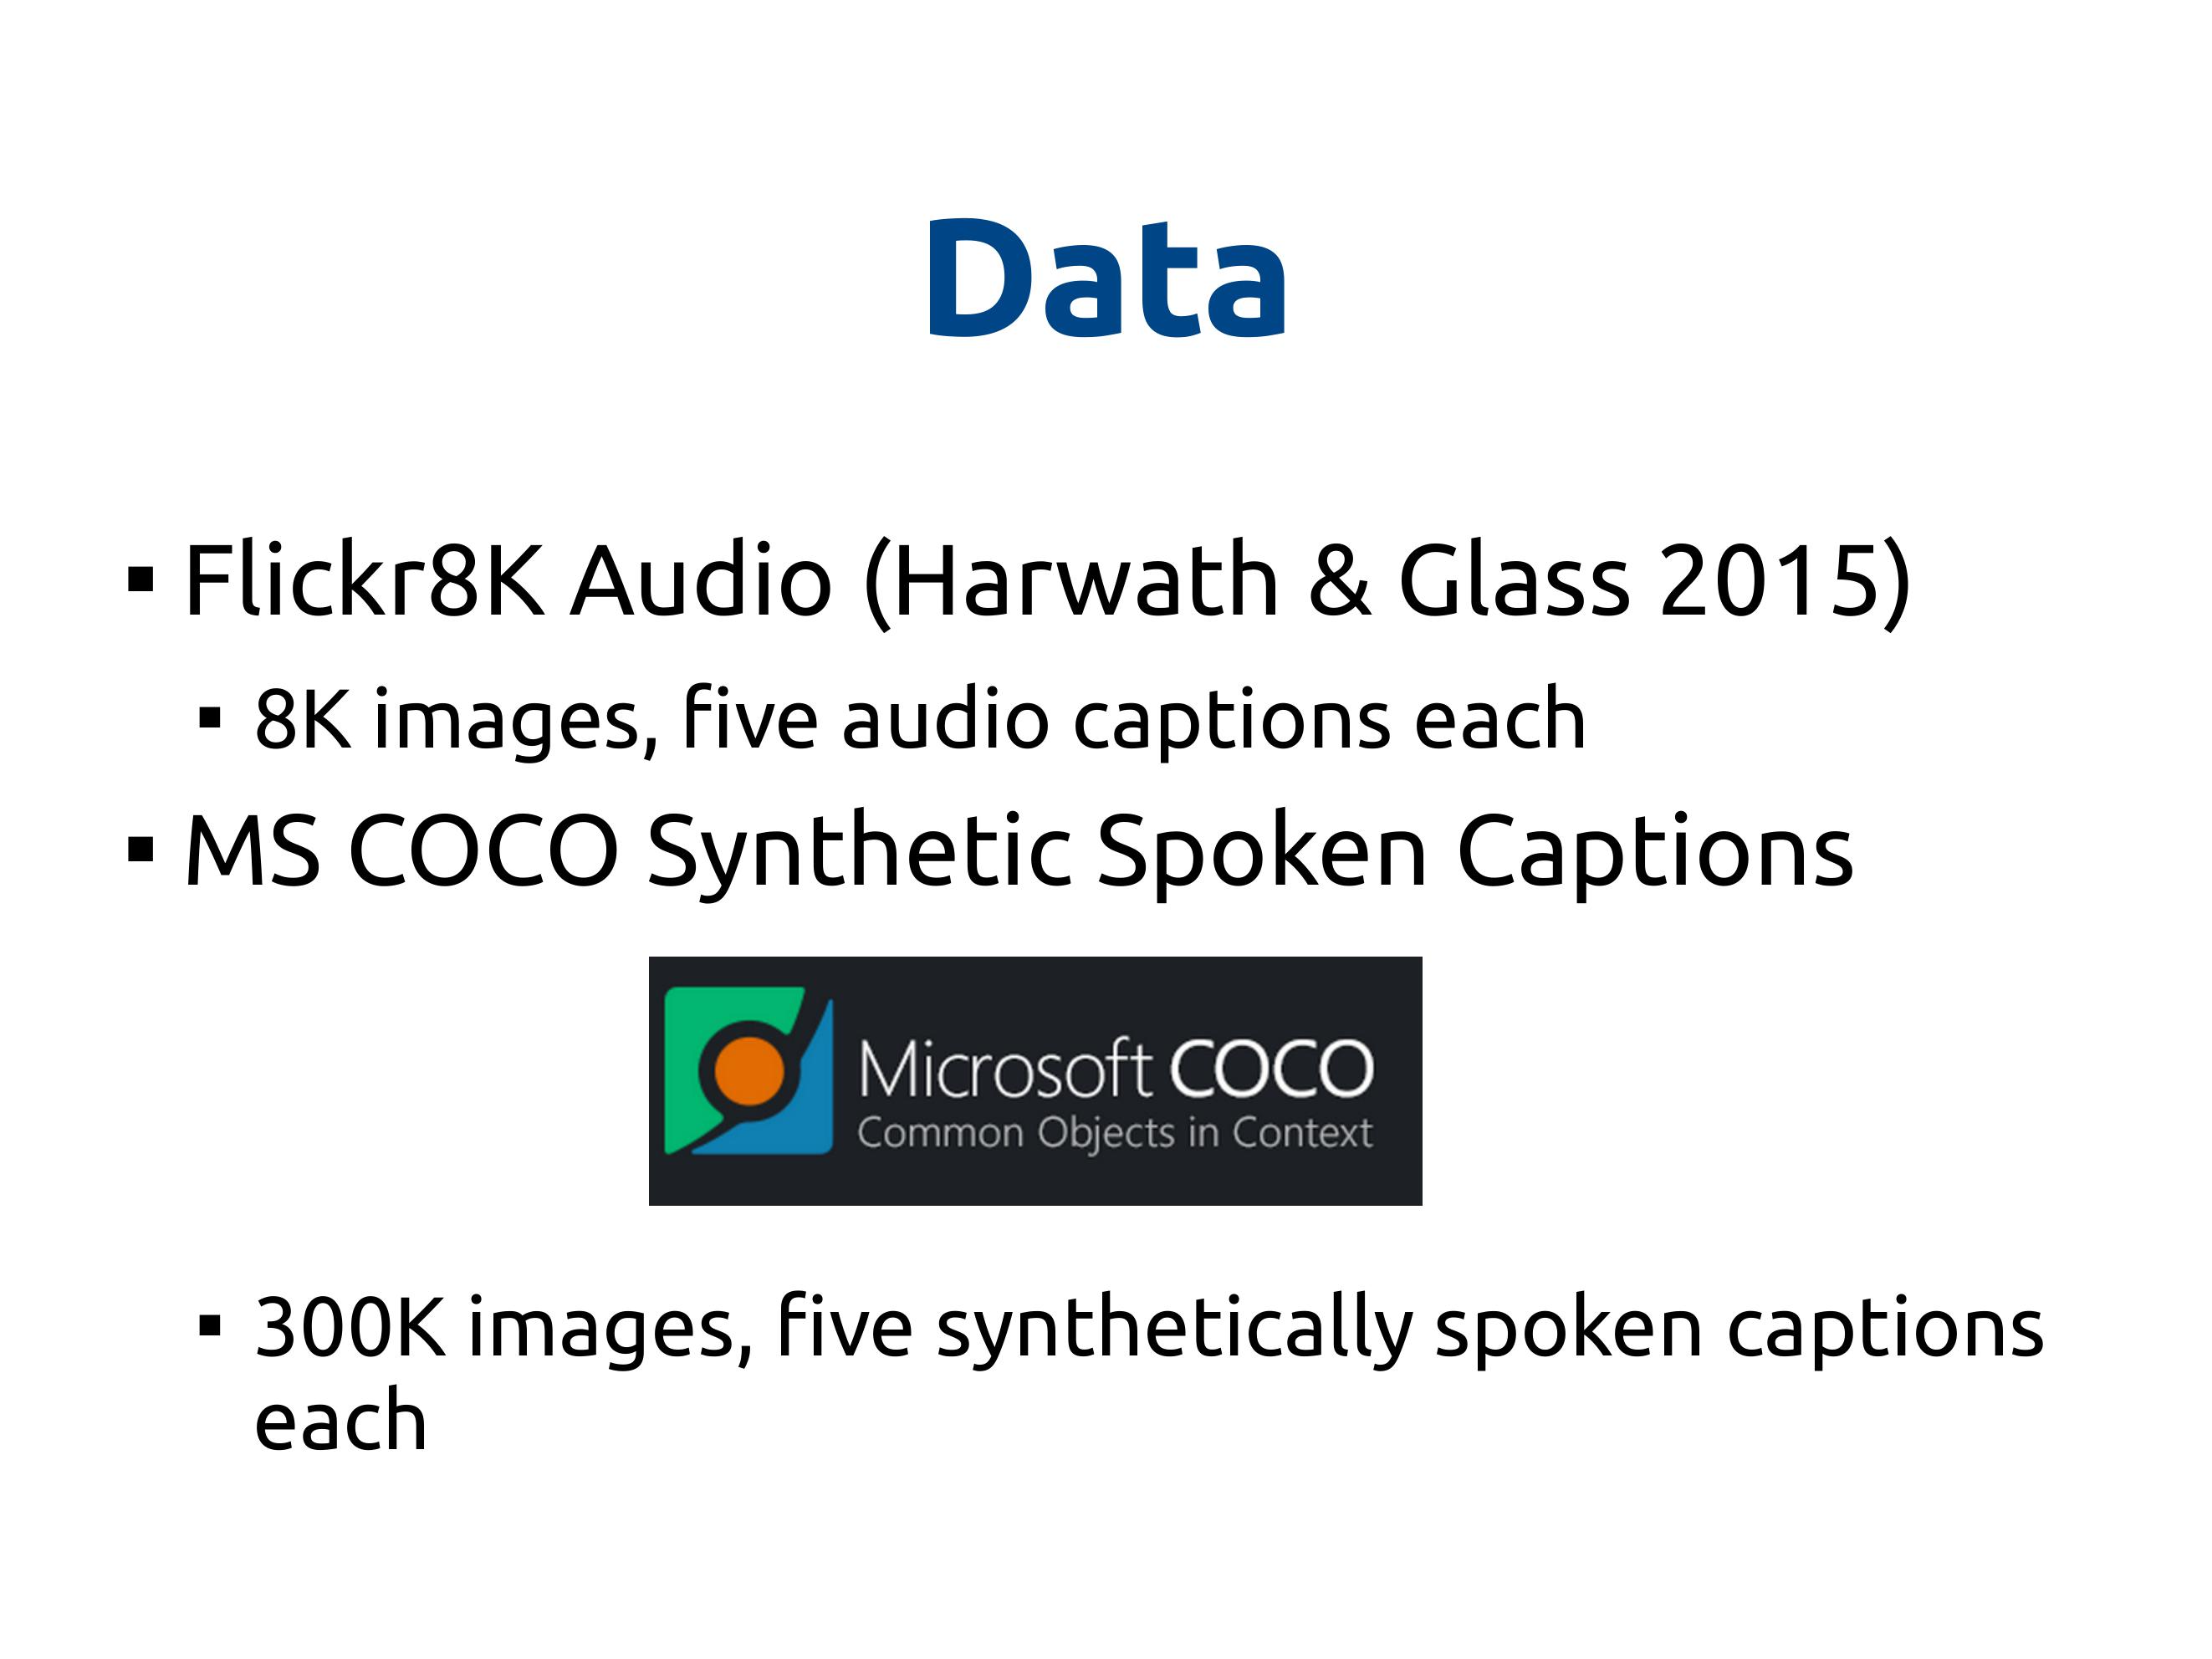 Data
▪ Flickr8K Audio (Harwath & Glass 2015)
▪ 8K images, five audio captions each
▪ MS COCO Synthetic Spoken Captions
Microsoft COCO
Common Objects in Context
▪ 300K images, five synthetically spoken captions
each